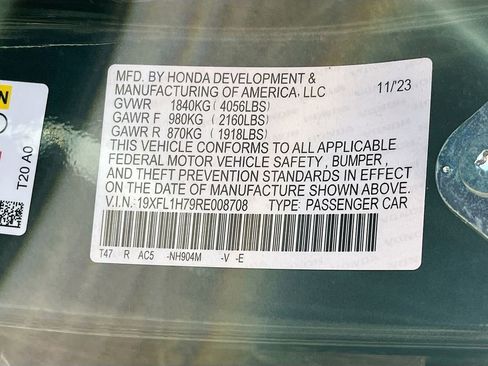 MFD. BY HONDA DEVELOPMENT &
MANUFACTURING OF AMERICA, LLC 11/23
GVWR 1840KG (4056LBS)
GAWR F 980KG (2160LBS)
GAWR R 870KG (1918LBS)
THIS VEHICLE CONFORMS TO ALL APPLICABLE
FEDERAL MOTOR VEHICLE SAFETY, BUMPER,
AND THEFT PREVENTION STANDARDS IN EFFECT
ON THE DATE OF MANUFACTURE SHOWN ABOVE.
V.I.N.: 19XFL1H79RE008708 TYPE: PASSENGER CAR
T47 R AC5 -NH904M -V -E
T20 A0